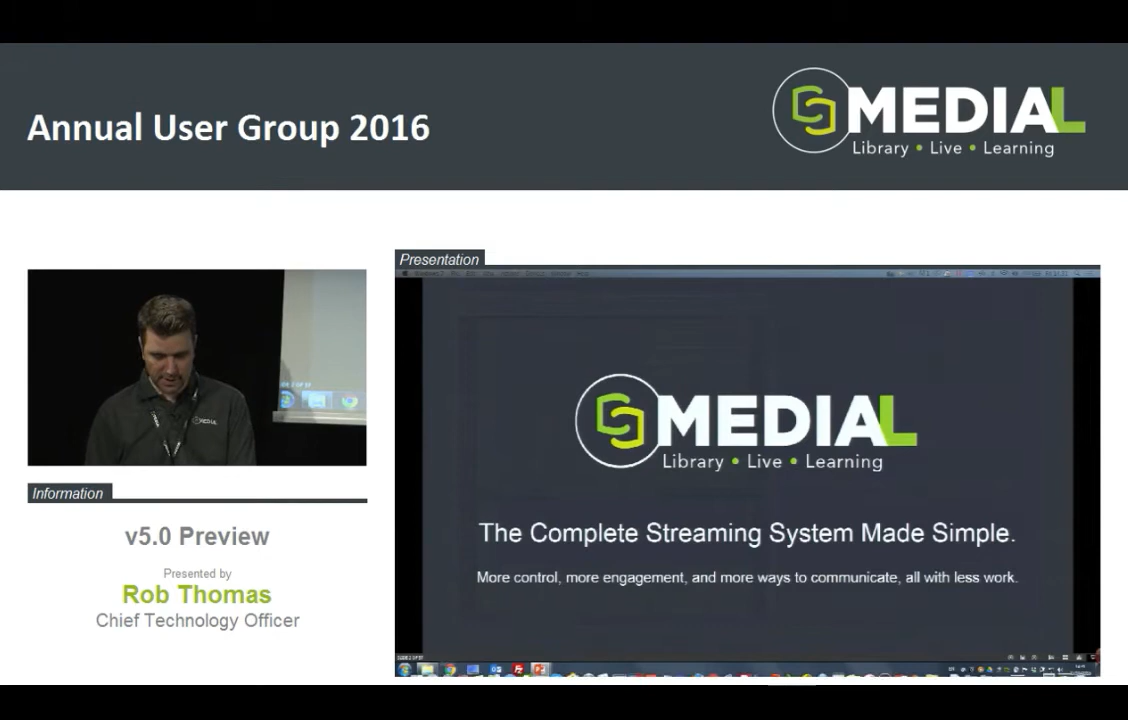 Annual User Group 2016
MEDIAL
Library • Live • Learning
Presentation
MEDIAL
Library • Live • Learning
The Complete Streaming System Made Simple.
More control, more engagement, and more ways to communicate, all with less work.
MEDIAL
Information
v5.0 Preview
Presented by
Rob Thomas
Chief Technology Officer